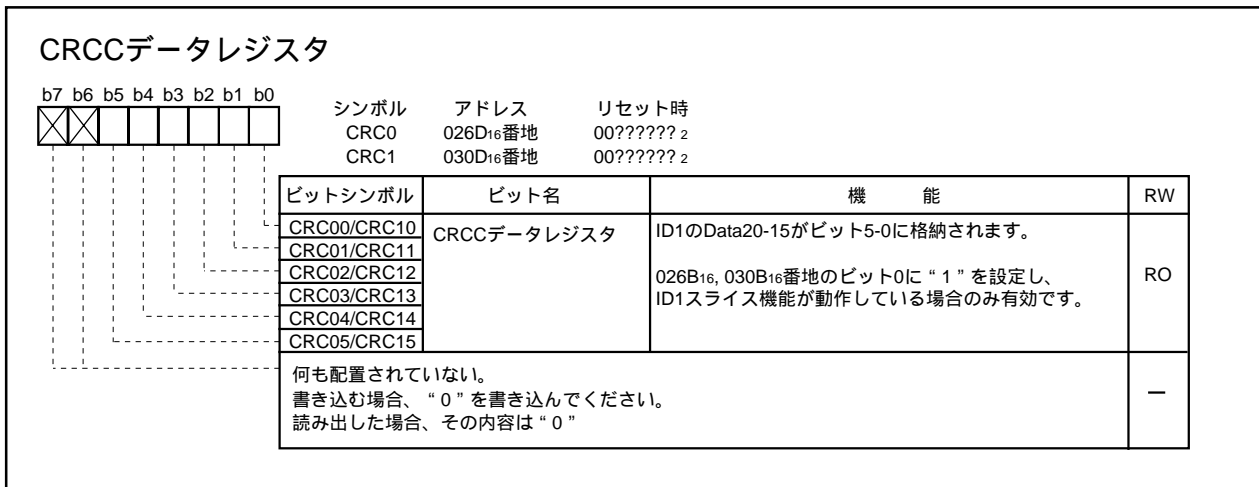 CRCCデータレジスタ
b7 b6 b5 b4 b3 b2 b1 b0
シンボル アドレス リセット時
CRC0 026D16番地 00?????? 2
CRC1 030D16番地 00?????? 2
ビットシンボル ビット名 機 能 RW
CRC00/CRC10 CRCCデータレジスタ ID1のData20-15がビット5-0に格納されます。
CRC01/CRC11
CRC02/CRC12 026B16, 030B16番地のビット0に“1”を設定し、 RO
CRC03/CRC13 ID1スライス機能が動作している場合のみ有効です。
CRC04/CRC14
CRC05/CRC15
何も配置されていない。
書き込む場合、“0”を書き込んでください。 ー
読み出した場合、その内容は“0”